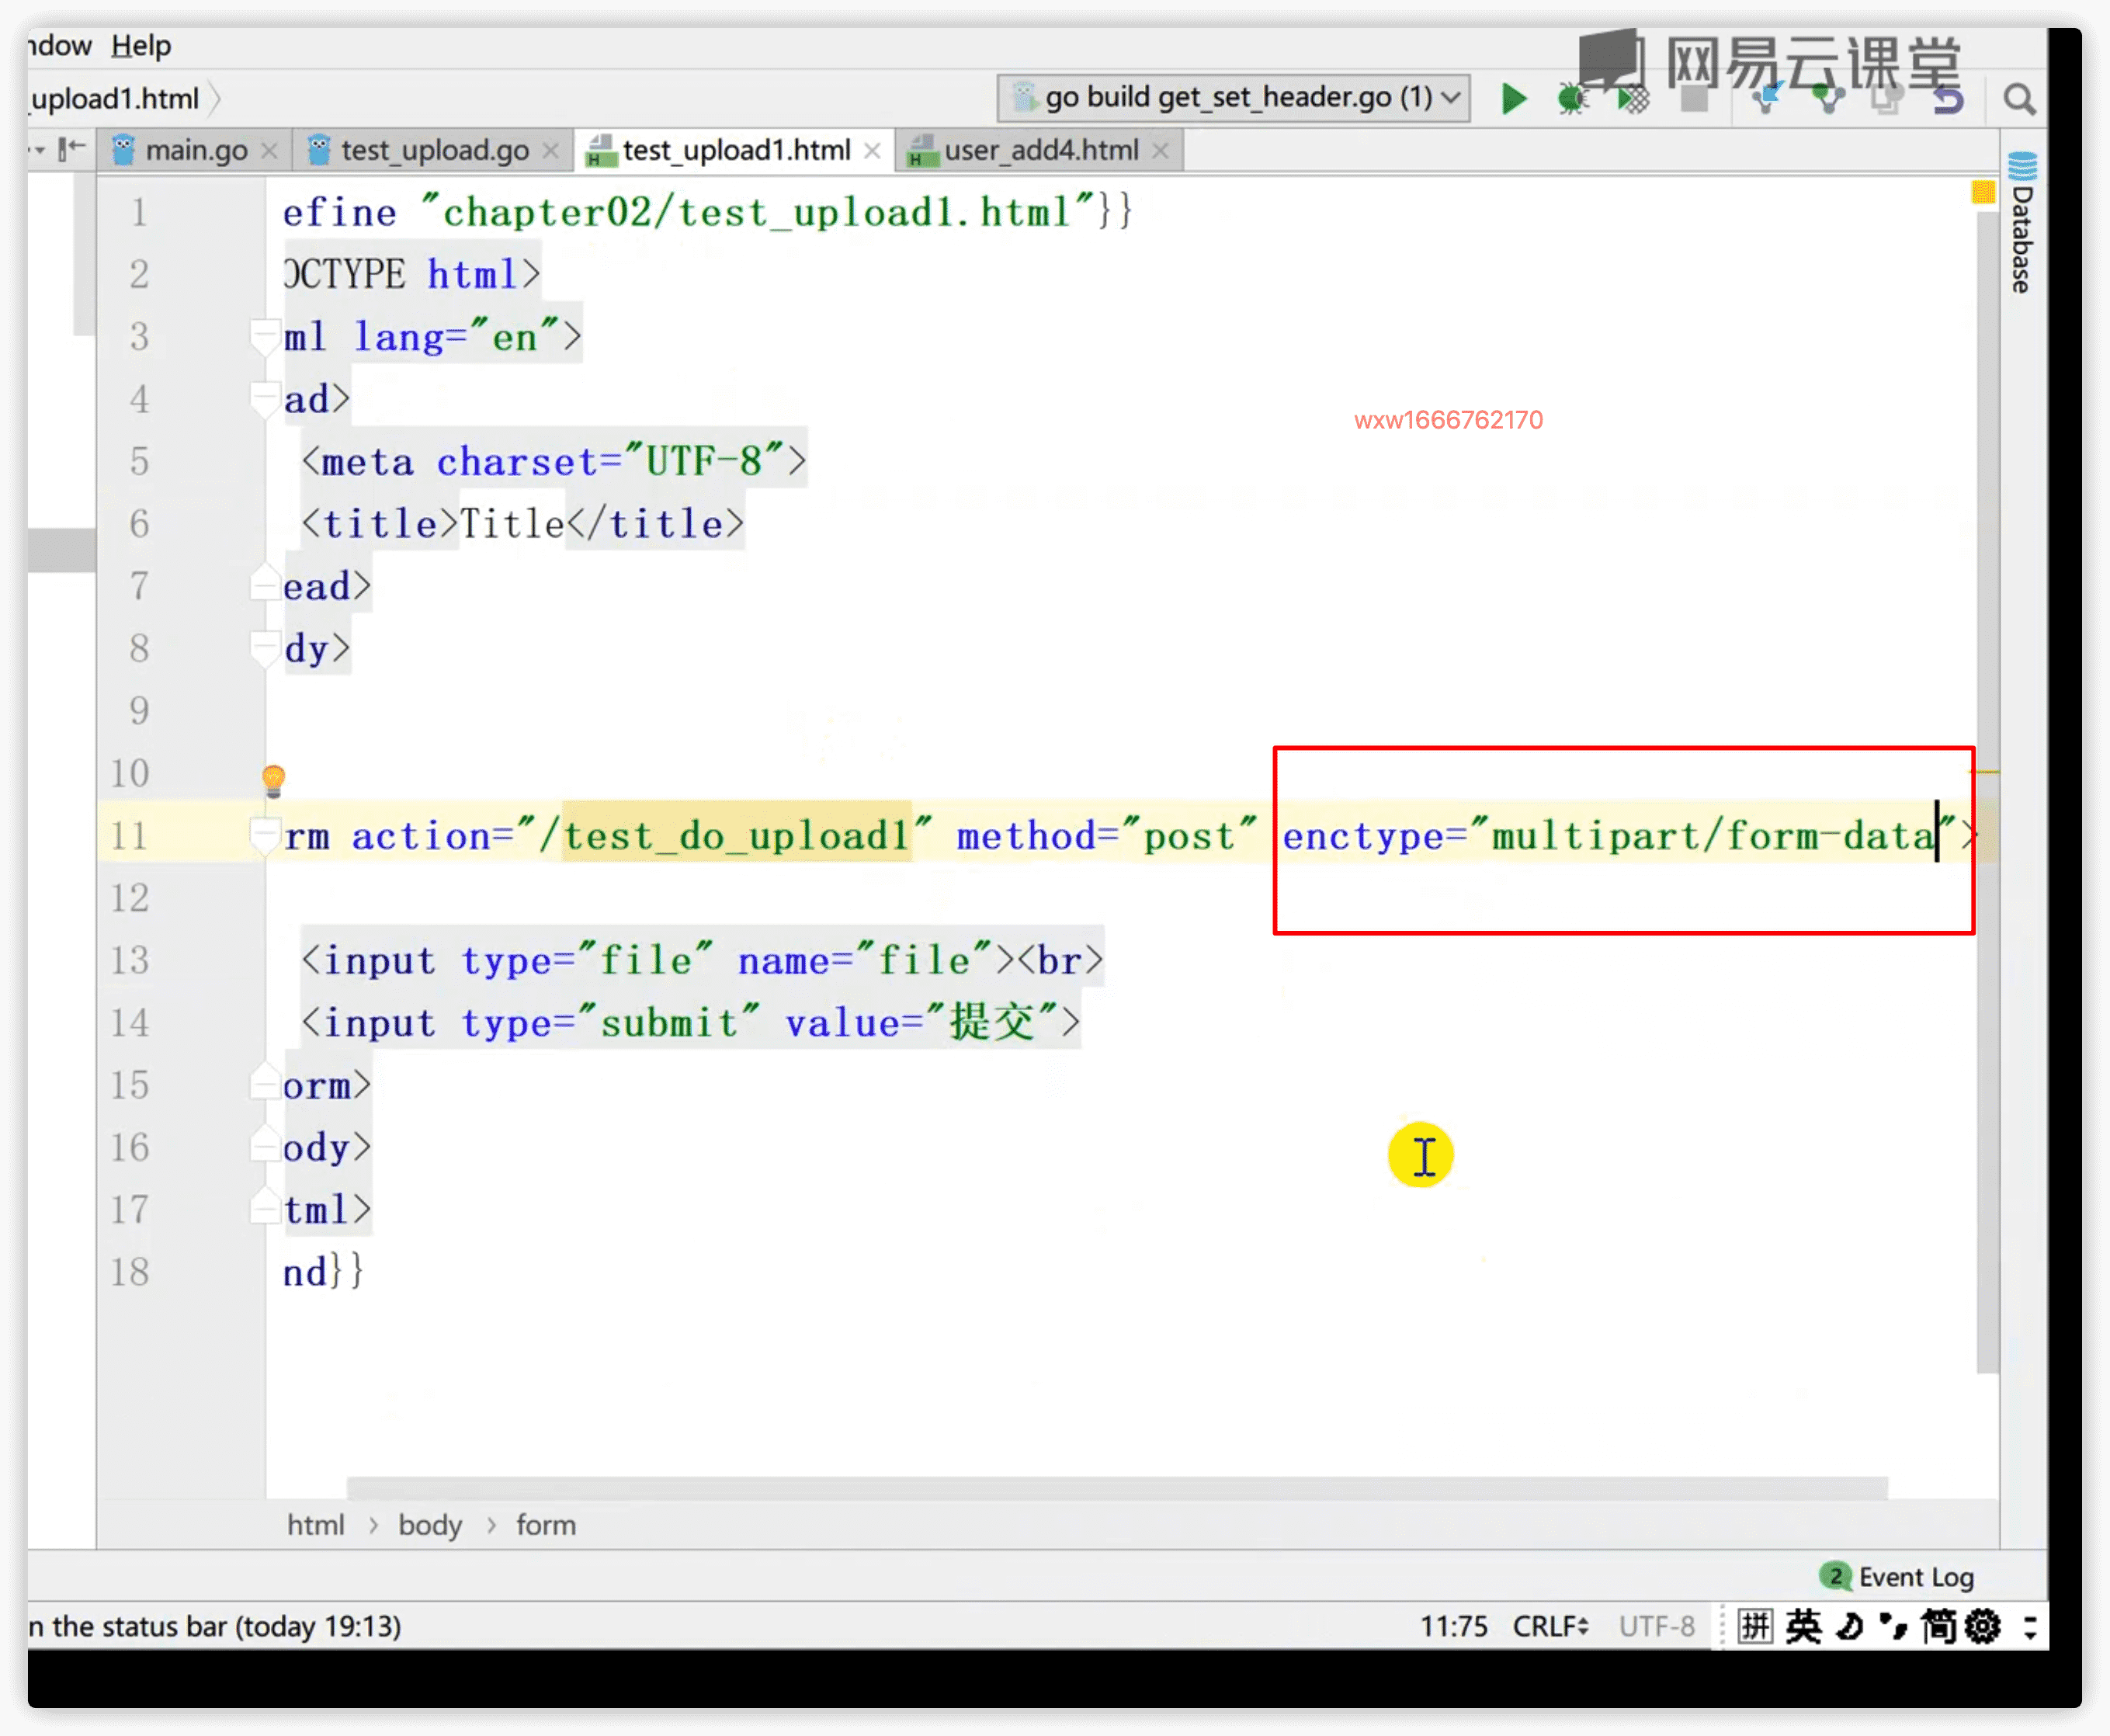 ndow Help
网易云课堂
_upload1.html
go build get_set_header.go (1)
main.go
test_upload.go
test_upload1.html
user_add4.html
Database
1 efine "chapter02/test_upload1.html"}}
2 OCTYPE html>
3 ml lang="en">
4 ad>
wxw1666762170
5 <meta charset="UTF-8">
6 <title>Title</title>
7 ead>
8 dy>
9
10
11 rm action="/test_do_upload1" method="post" enctype="multipart/form-data">
12
13 <input type="file" name="file"><br>
14 <input type="submit" value="提交">
15 orm>
16 ody>
17 tml>
18 nd}}
html › body › form
2 Event Log
n the status bar (today 19:13)
11:75 CRLF UTF-8
拼 英 简